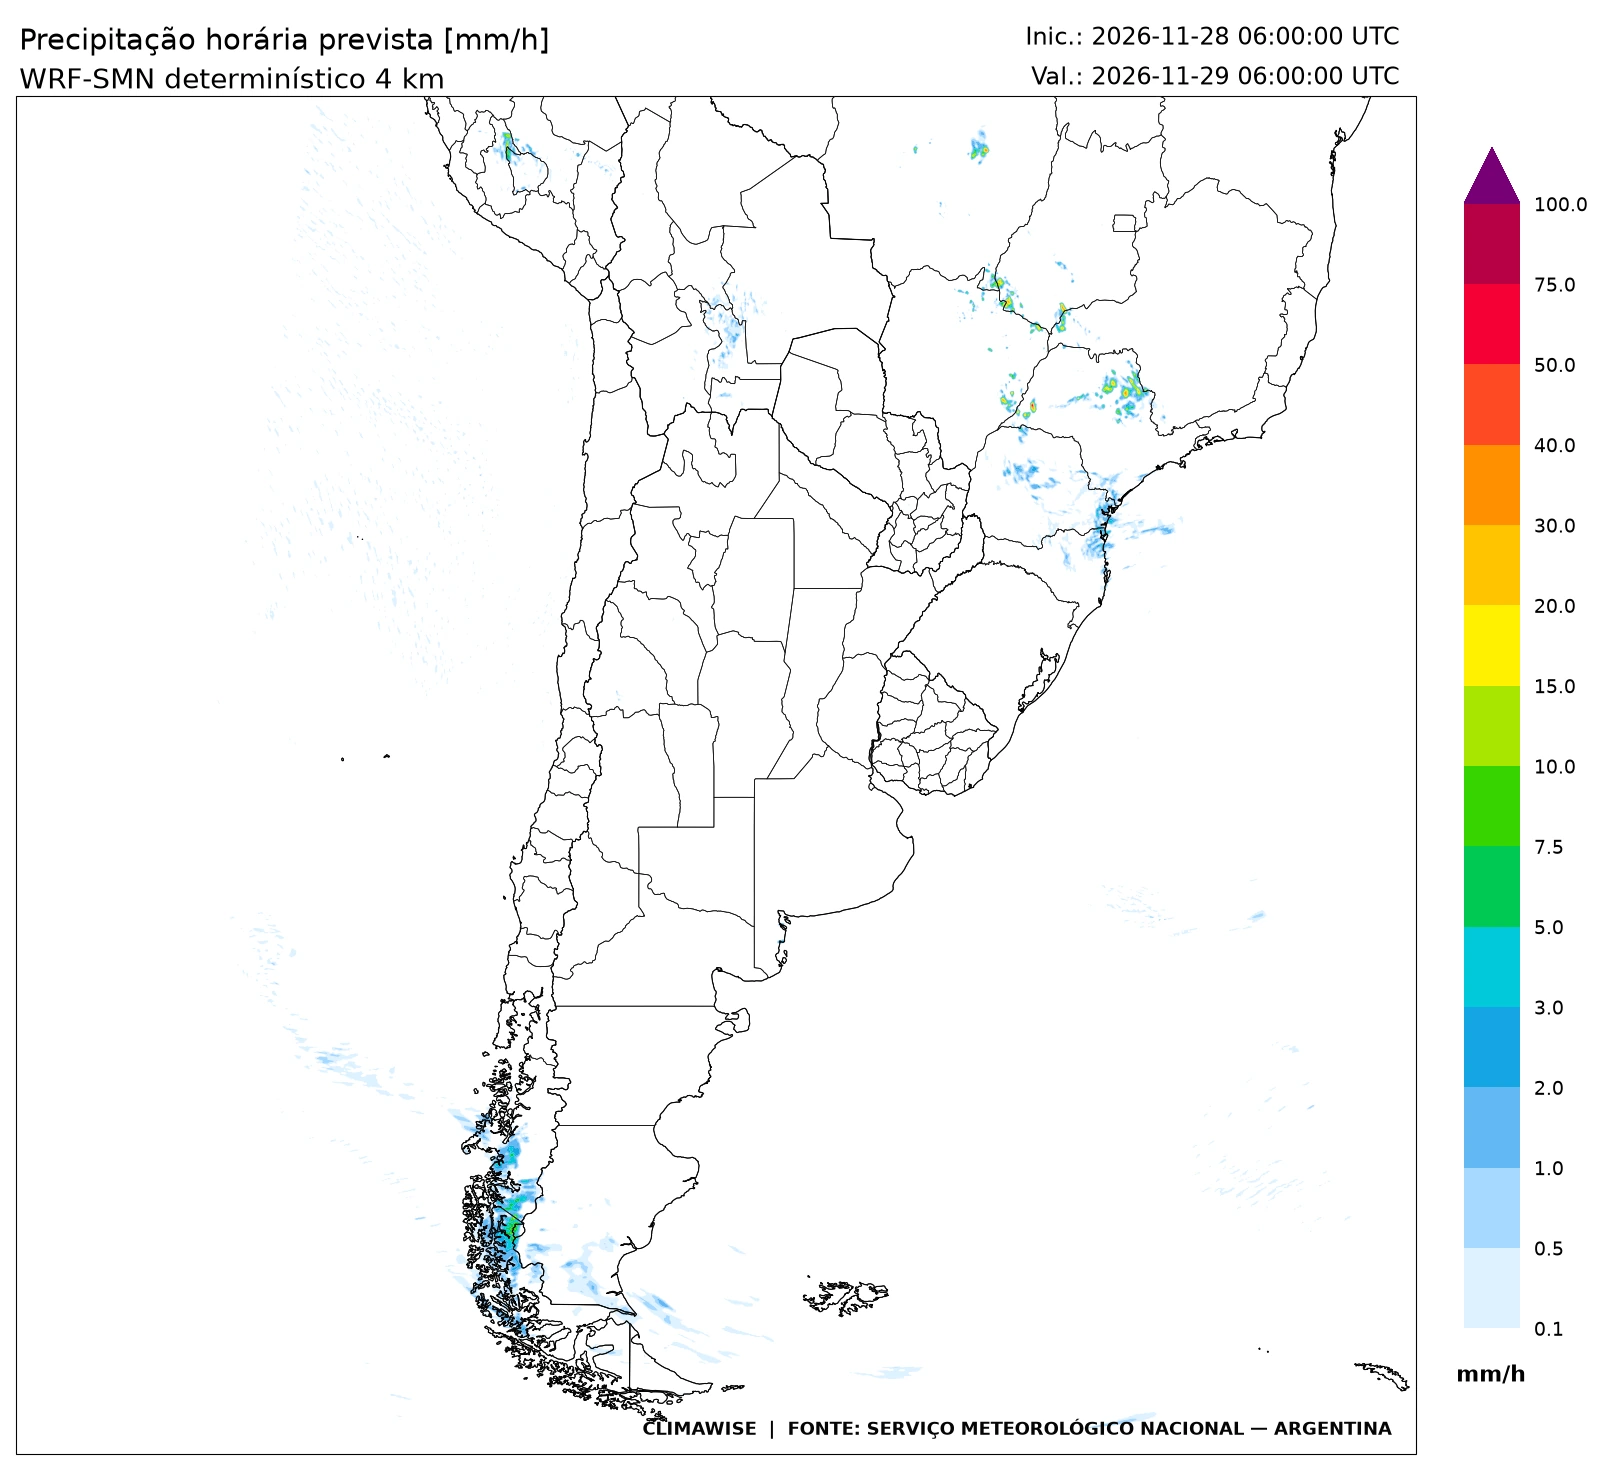 Precipitação horária prevista [mm/h]
WRF-SMN determinístico 4 km
Inic.: 2026-11-28 06:00:00 UTC
Val.: 2026-11-29 06:00:00 UTC
100.0
75.0
50.0
40.0
30.0
20.0
15.0
10.0
7.5
5.0
3.0
2.0
1.0
0.5
0.1
mm/h
CLIMAWISE | FONTE: SERVIÇO METEOROLÓGICO NACIONAL — ARGENTINA